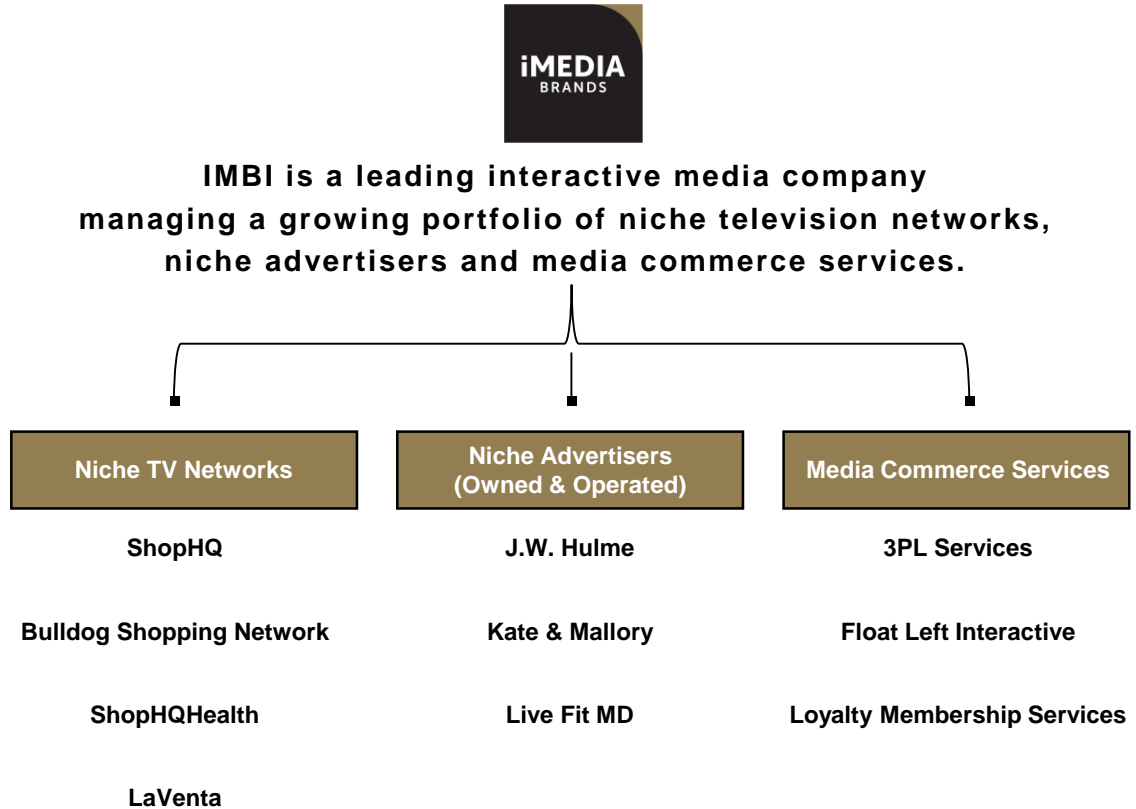 iMEDIA
BRANDS
IMBI is a leading interactive media company
managing a growing portfolio of niche television networks,
niche advertisers and media commerce services.
Niche TV Networks
ShopHQ
Bulldog Shopping Network
ShopHQHealth
LaVenta
Niche Advertisers
(Owned & Operated)
J.W. Hulme
Kate & Mallory
Live Fit MD
Media Commerce Services
3PL Services
Float Left Interactive
Loyalty Membership Services